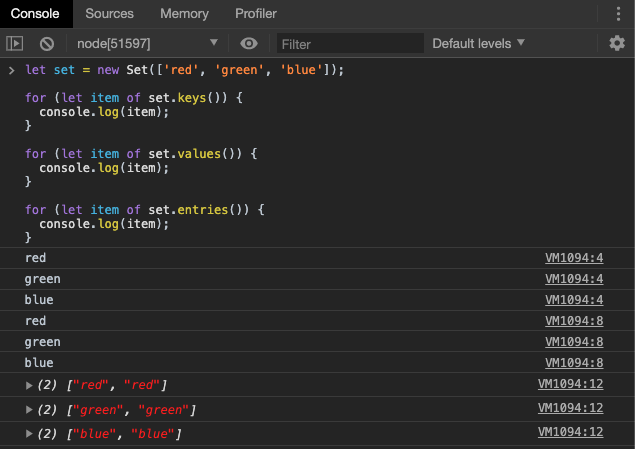 Console Sources Memory Profiler
node[51597] ▼ Filter Default levels ▼
> let set = new Set(['red', 'green', 'blue']);
for (let item of set.keys()) {
console.log(item);
}
for (let item of set.values()) {
console.log(item);
}
for (let item of set.entries()) {
console.log(item);
}
red VM1094:4
green VM1094:4
blue VM1094:4
red VM1094:8
green VM1094:8
blue VM1094:8
▶ (2) ["red", "red"] VM1094:12
▶ (2) ["green", "green"] VM1094:12
▶ (2) ["blue", "blue"] VM1094:12